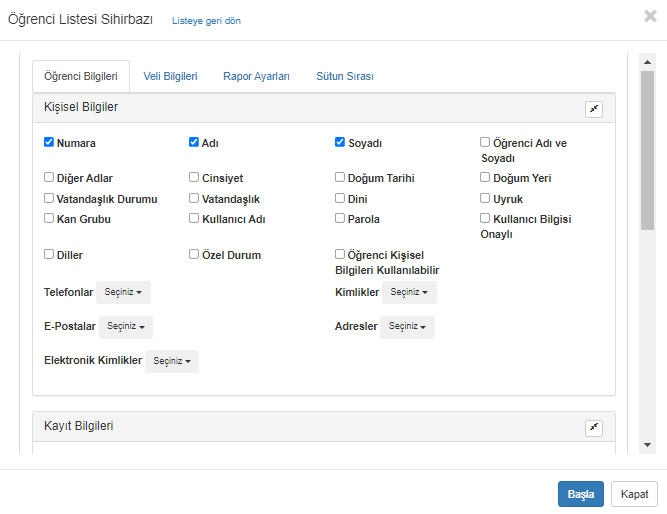 Öğrenci Listesi Sihirbazı Listeye geri dön
Öğrenci Bilgileri Veli Bilgileri Rapor Ayarları Sütun Sırası
Kişisel Bilgiler
Numara Adı Soyadı Öğrenci Adı ve
Soyadı
Diğer Adlar Cinsiyet Doğum Tarihi Doğum Yeri
Vatandaşlık Durumu Vatandaşlık Dini Uyruk
Kan Grubu Kullanıcı Adı Parola Kullanıcı Bilgisi
Onaylı
Diller Özel Durum Öğrenci Kişisel
Bilgileri Kullanılabilir
Telefonlar Seçiniz Kimlikler Seçiniz
E-Postalar Seçiniz Adresler Seçiniz
Elektronik Kimlikler Seçiniz
Kayıt Bilgileri
Başla Kapat